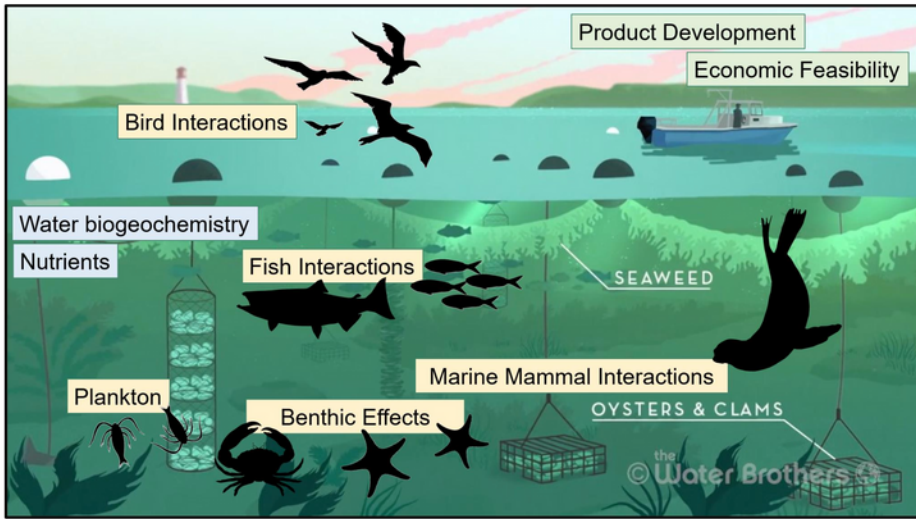 Product Development
Economic Feasibility
Bird Interactions
Water biogeochemistry
Nutrients
Fish Interactions
SEAWEED
Marine Mammal Interactions
Plankton
Benthic Effects
OYSTERS & CLAMS
the
© Water Brothers